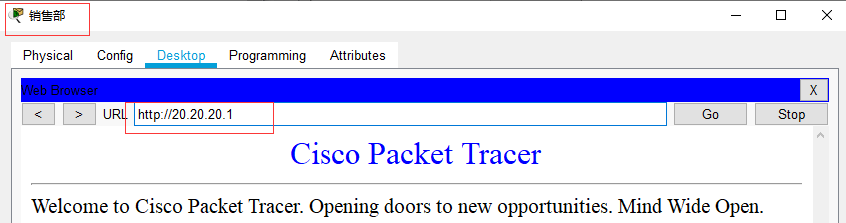 销售部
Physical Config Desktop Programming Attributes
Web Browser X
< > URL http://20.20.20.1 Go Stop
Cisco Packet Tracer
Welcome to Cisco Packet Tracer. Opening doors to new opportunities. Mind Wide Open.